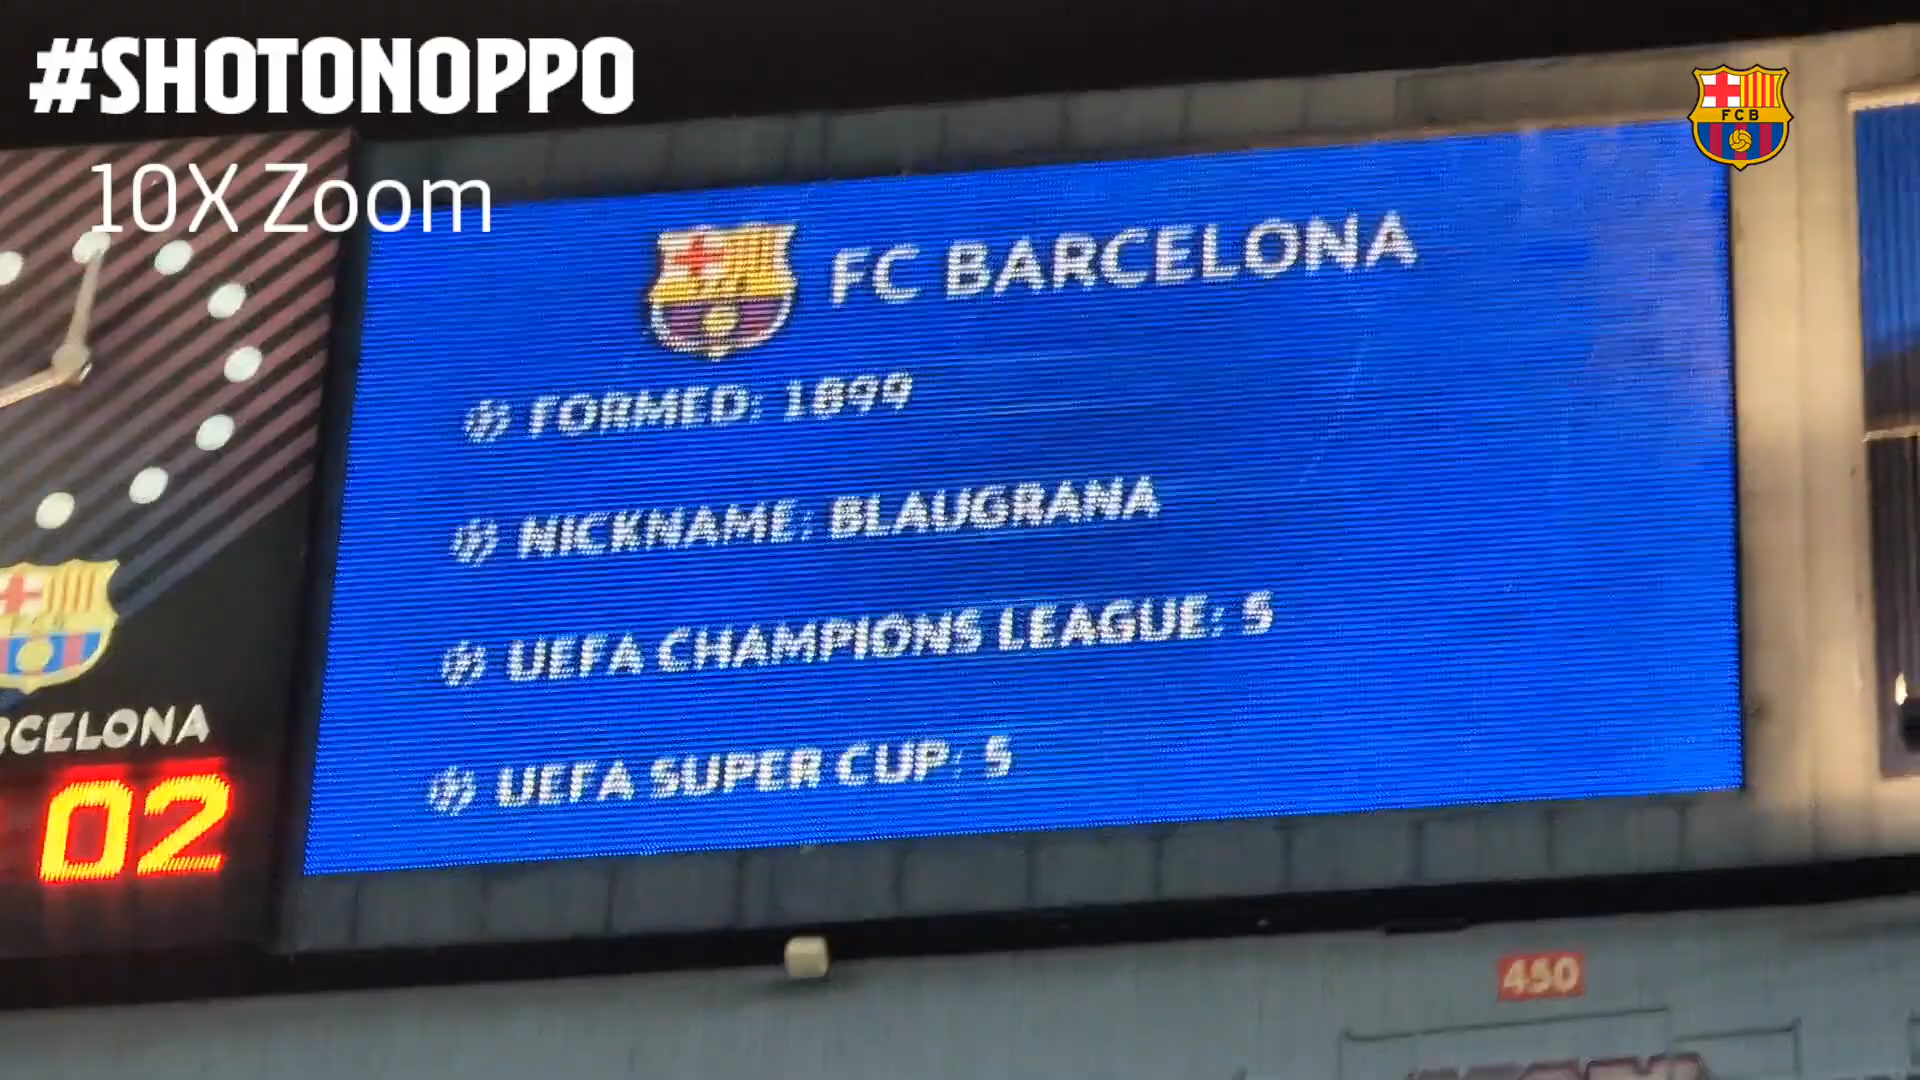 #SHOTONOPPO
10X Zoom
FCB
FC BARCELONA
FORMED: 1899
NICKNAME: BLAUGRANA
UEFA CHAMPIONS LEAGUE: 5
UEFA SUPER CUP: 5
RCELONA
02
450